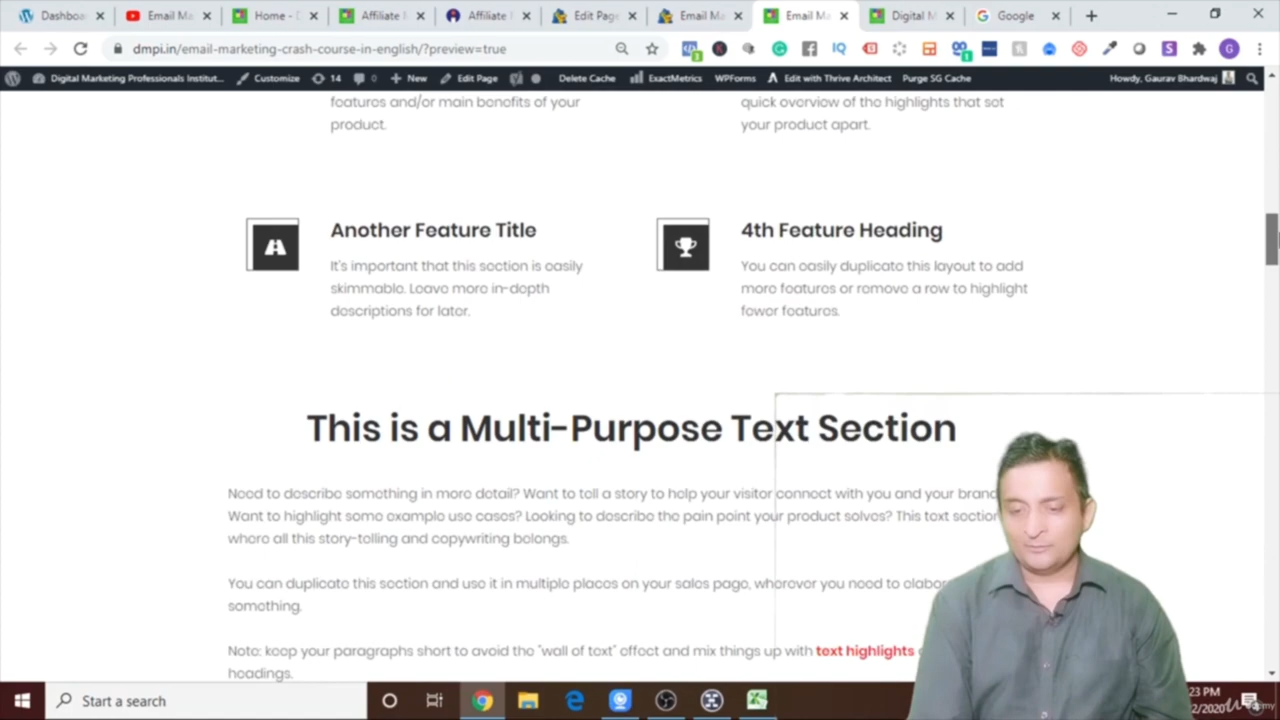 Dashboa
Email Ma
Home - D
Affiliate
Affiliate
Edit Page
Email Ma
Email Ma
Digital M
Google
dmpi.in/email-marketing-crash-course-in-english/?preview=true
Digital Marketing Professionals Institut... Customize 14 0 New Edit Page Delete Cache ExactMetrics WPForms Edit with Thrive Architect Purge SG Cache Howdy, Gaurav Bhardwaj
features and/or main benefits of your
product.
quick overview of the highlights that set
your product apart.
Another Feature Title
It's important that this section is easily
skimmable. Leave more in-depth
descriptions for later.
4th Feature Heading
You can easily duplicate this layout to add
more features or remove a row to highlight
fewer features.
This is a Multi-Purpose Text Section
Need to describe something in more detail? Want to tell a story to help your visitor connect with you and your bran
Want to highlight some example use cases? Looking to describe the pain point your product solves? This text section
where all this story-telling and copywriting belongs.
You can duplicate this section and use it in multiple places on your sales page, wherever you need to elabor
something.
Note: keep your paragraphs short to avoid the "wall of text" effect and mix things up with text highlights
headings.
Start a search
23 PM
2/2020